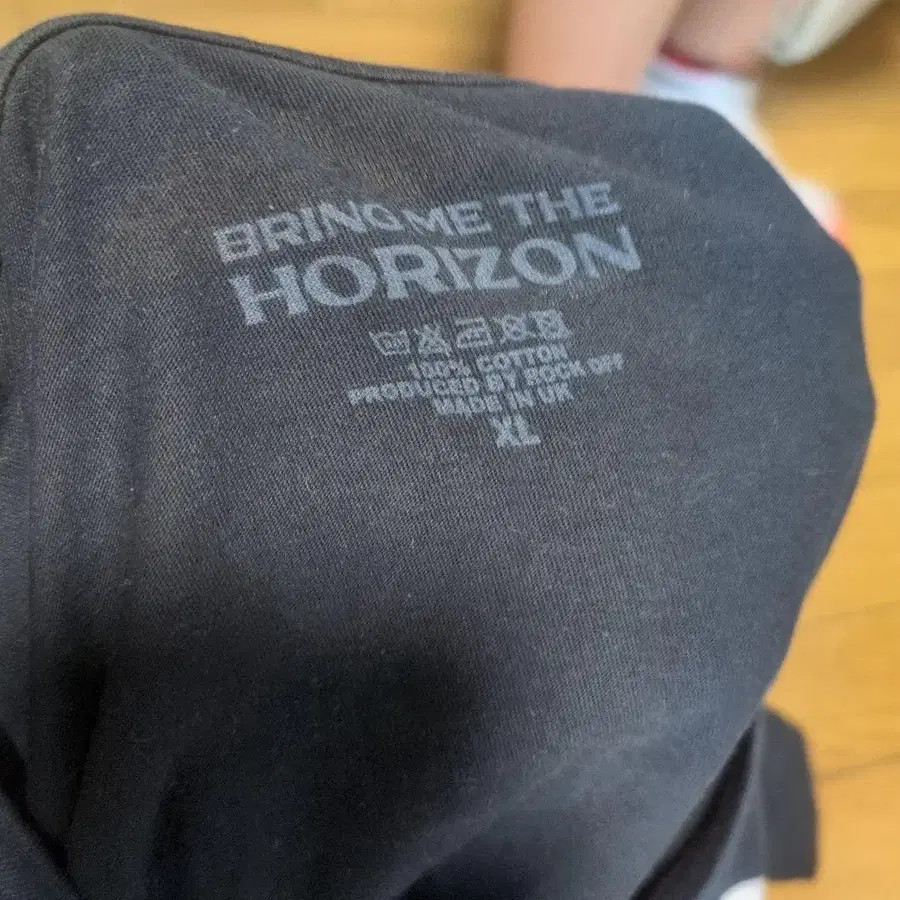 BRING ME THE
HORIZON
100% COTTON
PRODUCED BY ROCK OFF
MADE IN UK
XL